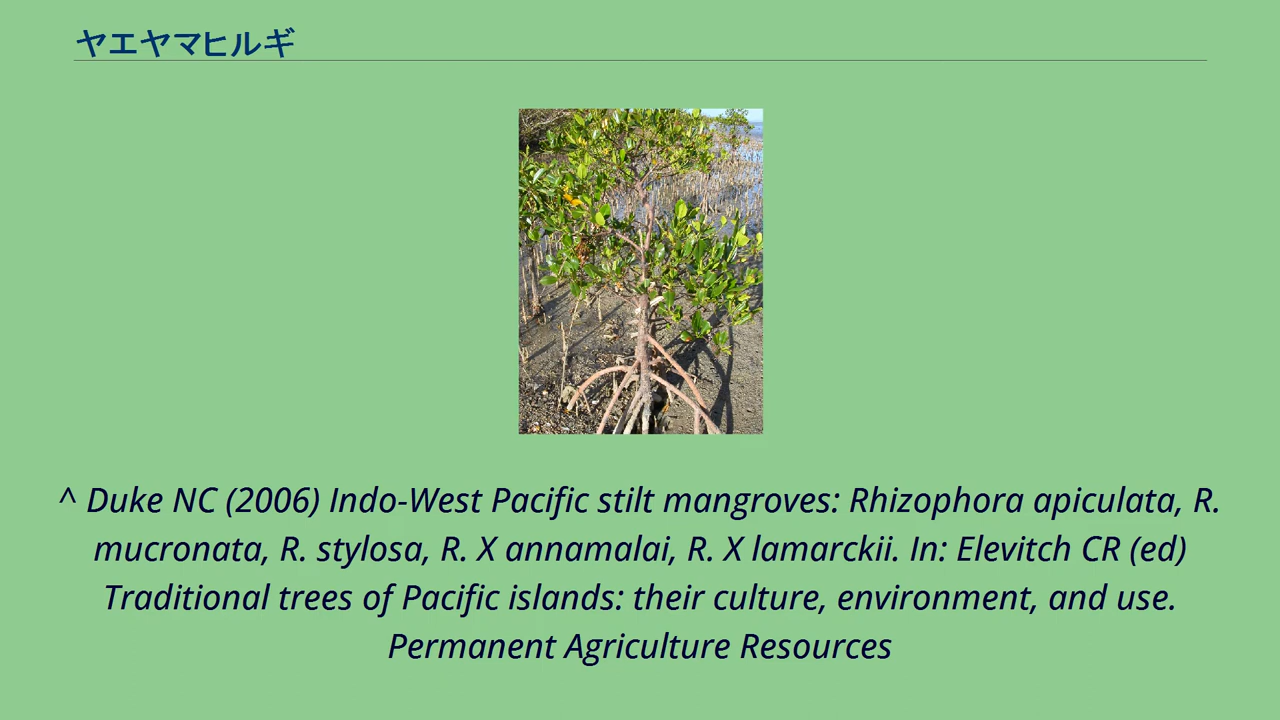 ヤエヤマヒルギ
^ Duke NC (2006) Indo-West Pacific stilt mangroves: Rhizophora apiculata, R.
mucronata, R. stylosa, R. X annamalai, R. X lamarckii. In: Elevitch CR (ed)
Traditional trees of Pacific islands: their culture, environment, and use.
Permanent Agriculture Resources